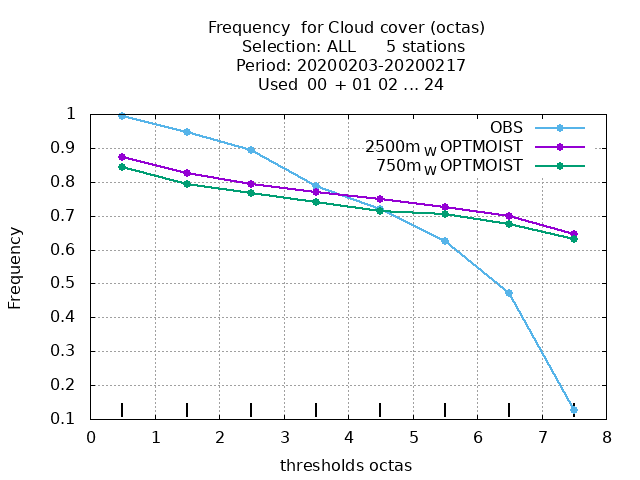 Frequency for Cloud cover (octas)
Selection: ALL 5 stations
Period: 20200203-20200217
Used 00 + 01 02 ... 24
OBS
2500m_W OPTMOIST
750m_W OPTMOIST
1
0.9
0.8
0.7
0.6
0.5
0.4
0.3
0.2
0.1
Frequency
0 1 2 3 4 5 6 7 8
thresholds octas